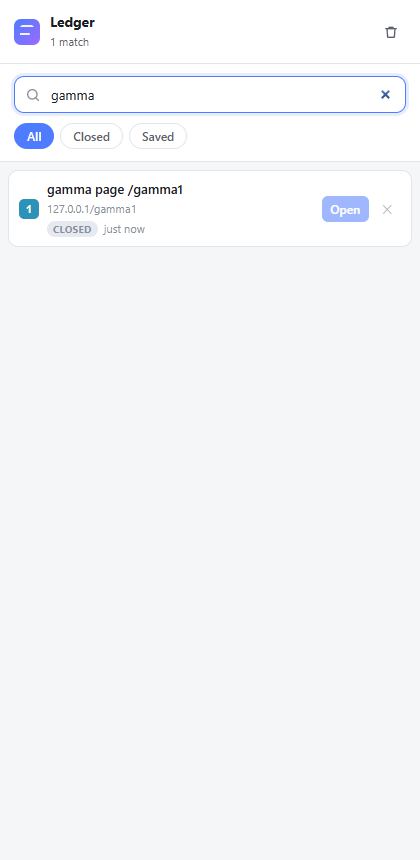 Ledger
1 match
gamma
All
Closed
Saved
gamma page /gamma1
1
127.0.0.1/gamma1
Open
CLOSED just now